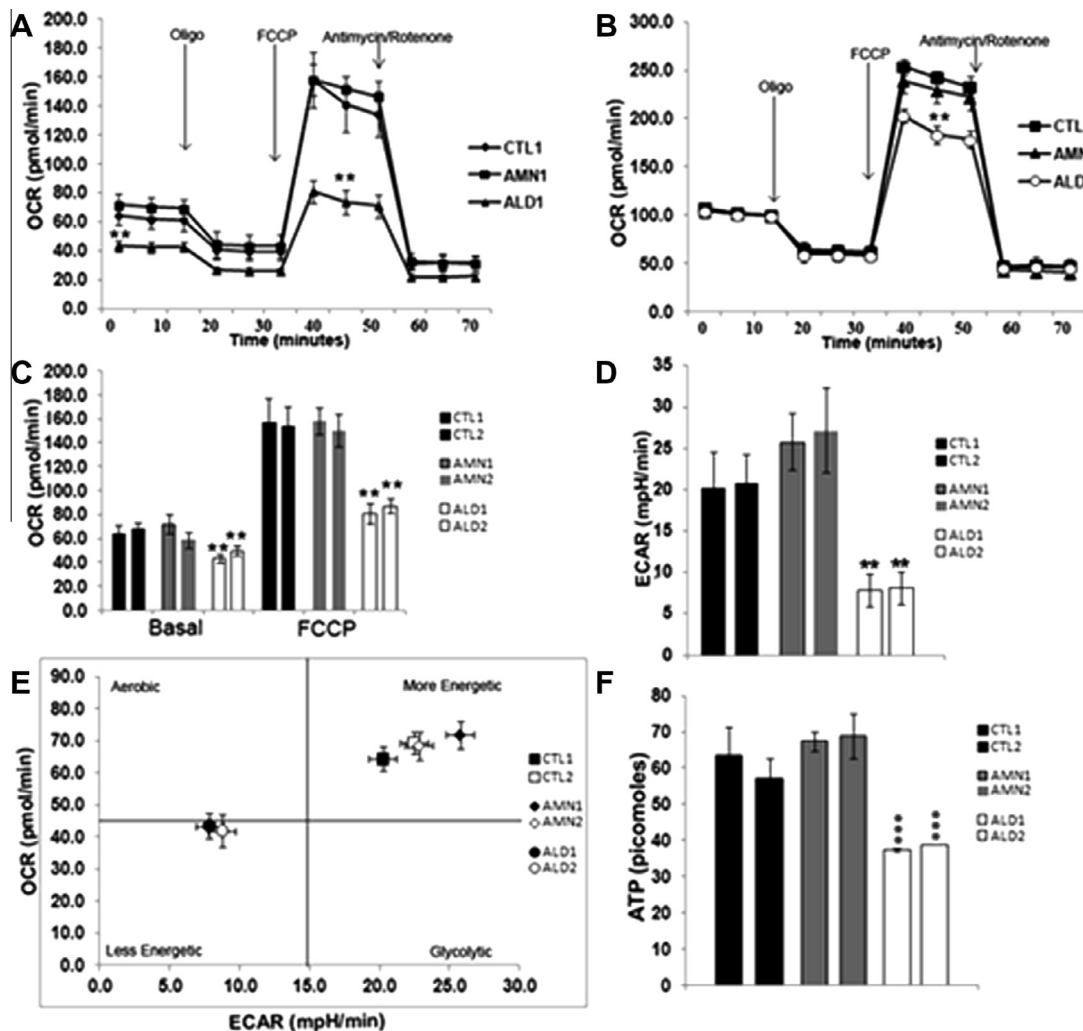 A
200.0
180.0
160.0
140.0
120.0
100.0
80.0
60.0
40.0
20.0
0.0
OCR (pmol/min)
Oligo
FCCP
Antimycin/Rotenone
**
**
CTL1
AMN1
ALD1
0 10 20 30 40 50 60 70
Time (minutes)
B
300.0
250.0
200.0
150.0
100.0
50.0
0.0
OCR (pmol/min)
Oligo
FCCP
Antimycin/Rotenone
**
CTL
AMN
ALD
0 10 20 30 40 50 60 70
Time (minutes)
C
200.0
180.0
160.0
140.0
120.0
100.0
80.0
60.0
40.0
20.0
0.0
OCR (pmol/min)
** **
** **
Basal FCCP
CTL1
CTL2
AMN1
AMN2
ALD1
ALD2
D
35
30
25
20
15
10
5
0
ECAR (mpH/min)
** **
CTL1
CTL2
AMN1
AMN2
ALD1
ALD2
E
90.0
80.0
70.0
60.0
50.0
40.0
30.0
20.0
10.0
0.0
OCR (pmol/min)
Aerobic
More Energetic
Less Energetic
Glycolytic
CTL1
CTL2
AMN1
AMN2
ALD1
ALD2
0.0 5.0 10.0 15.0 20.0 25.0 30.0
ECAR (mpH/min)
F
80
70
60
50
40
30
20
10
0
ATP (picomoles)
*** ***
CTL1
CTL2
AMN1
AMN2
ALD1
ALD2